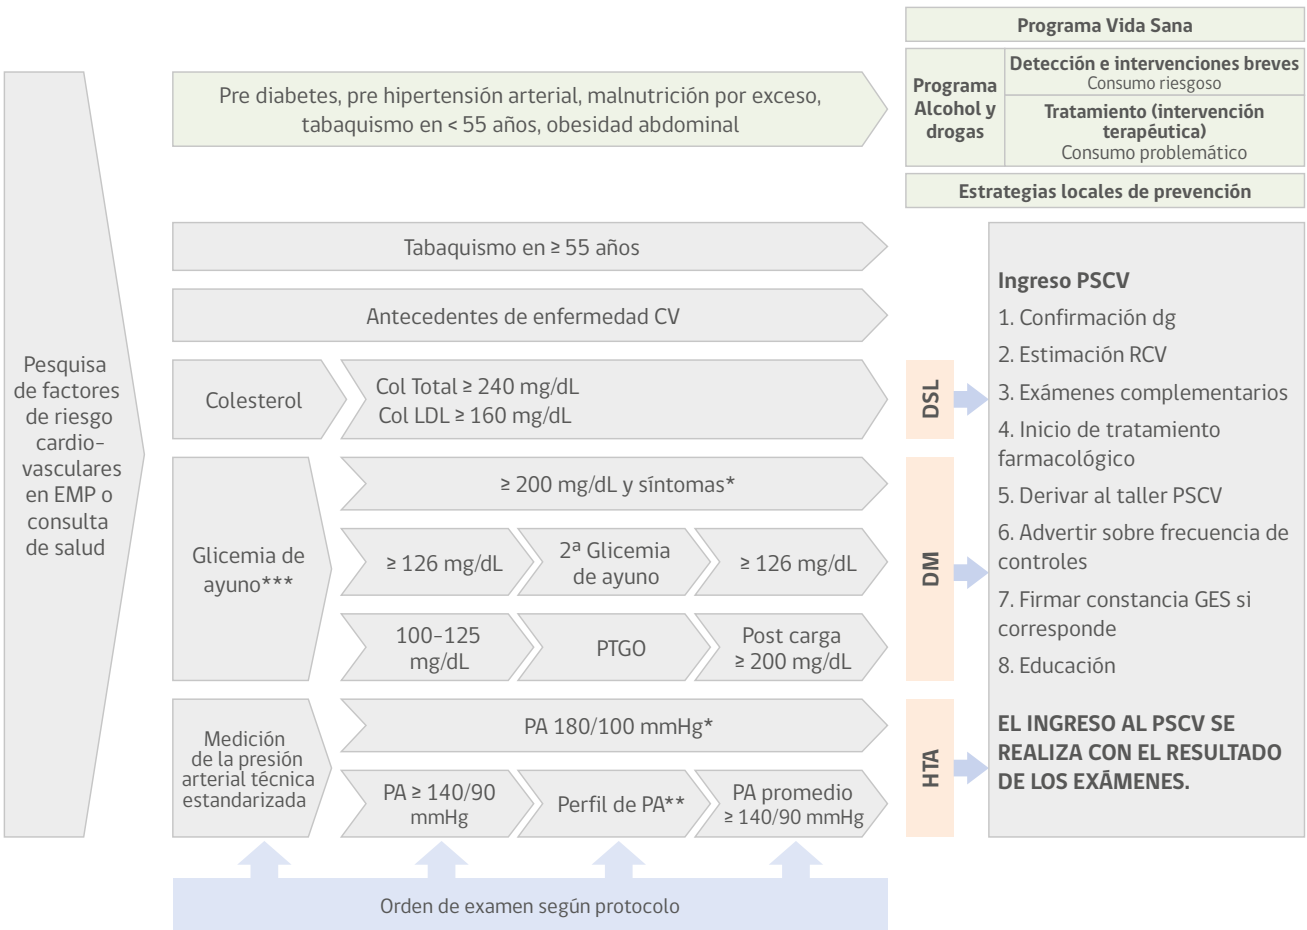 Programa Vida Sana
Pre diabetes, pre hipertensión arterial, malnutrición por exceso,
tabaquismo en < 55 años, obesidad abdominal
Programa
Alcohol y
drogas
Detección e intervenciones breves
Consumo riesgoso
Tratamiento (intervención
terapéutica)
Consumo problemático
Estrategias locales de prevención
Pesquisa
de factores
de riesgo
cardio-
vasculares
en EMP o
consulta
de salud
Tabaquismo en ≥ 55 años
Antecedentes de enfermedad CV
Colesterol
Col Total ≥ 240 mg/dL
Col LDL ≥ 160 mg/dL
DSL
Glicemia de
ayuno***
≥ 200 mg/dL y síntomas*
≥ 126 mg/dL
2ª Glicemia
de ayuno
≥ 126 mg/dL
100-125
mg/dL
PTGO
Post carga
≥ 200 mg/dL
DM
Medición
de la presión
arterial técnica
estandarizada
PA 180/100 mmHg*
PA ≥ 140/90
mmHg
Perfil de PA**
PA promedio
≥ 140/90 mmHg
HTA
Ingreso PSCV
1. Confirmación dg
2. Estimación RCV
3. Exámenes complementarios
4. Inicio de tratamiento
farmacológico
5. Derivar al taller PSCV
6. Advertir sobre frecuencia de
controles
7. Firmar constancia GES si
corresponde
8. Educación
EL INGRESO AL PSCV SE
REALIZA CON EL RESULTADO
DE LOS EXÁMENES.
Orden de examen según protocolo